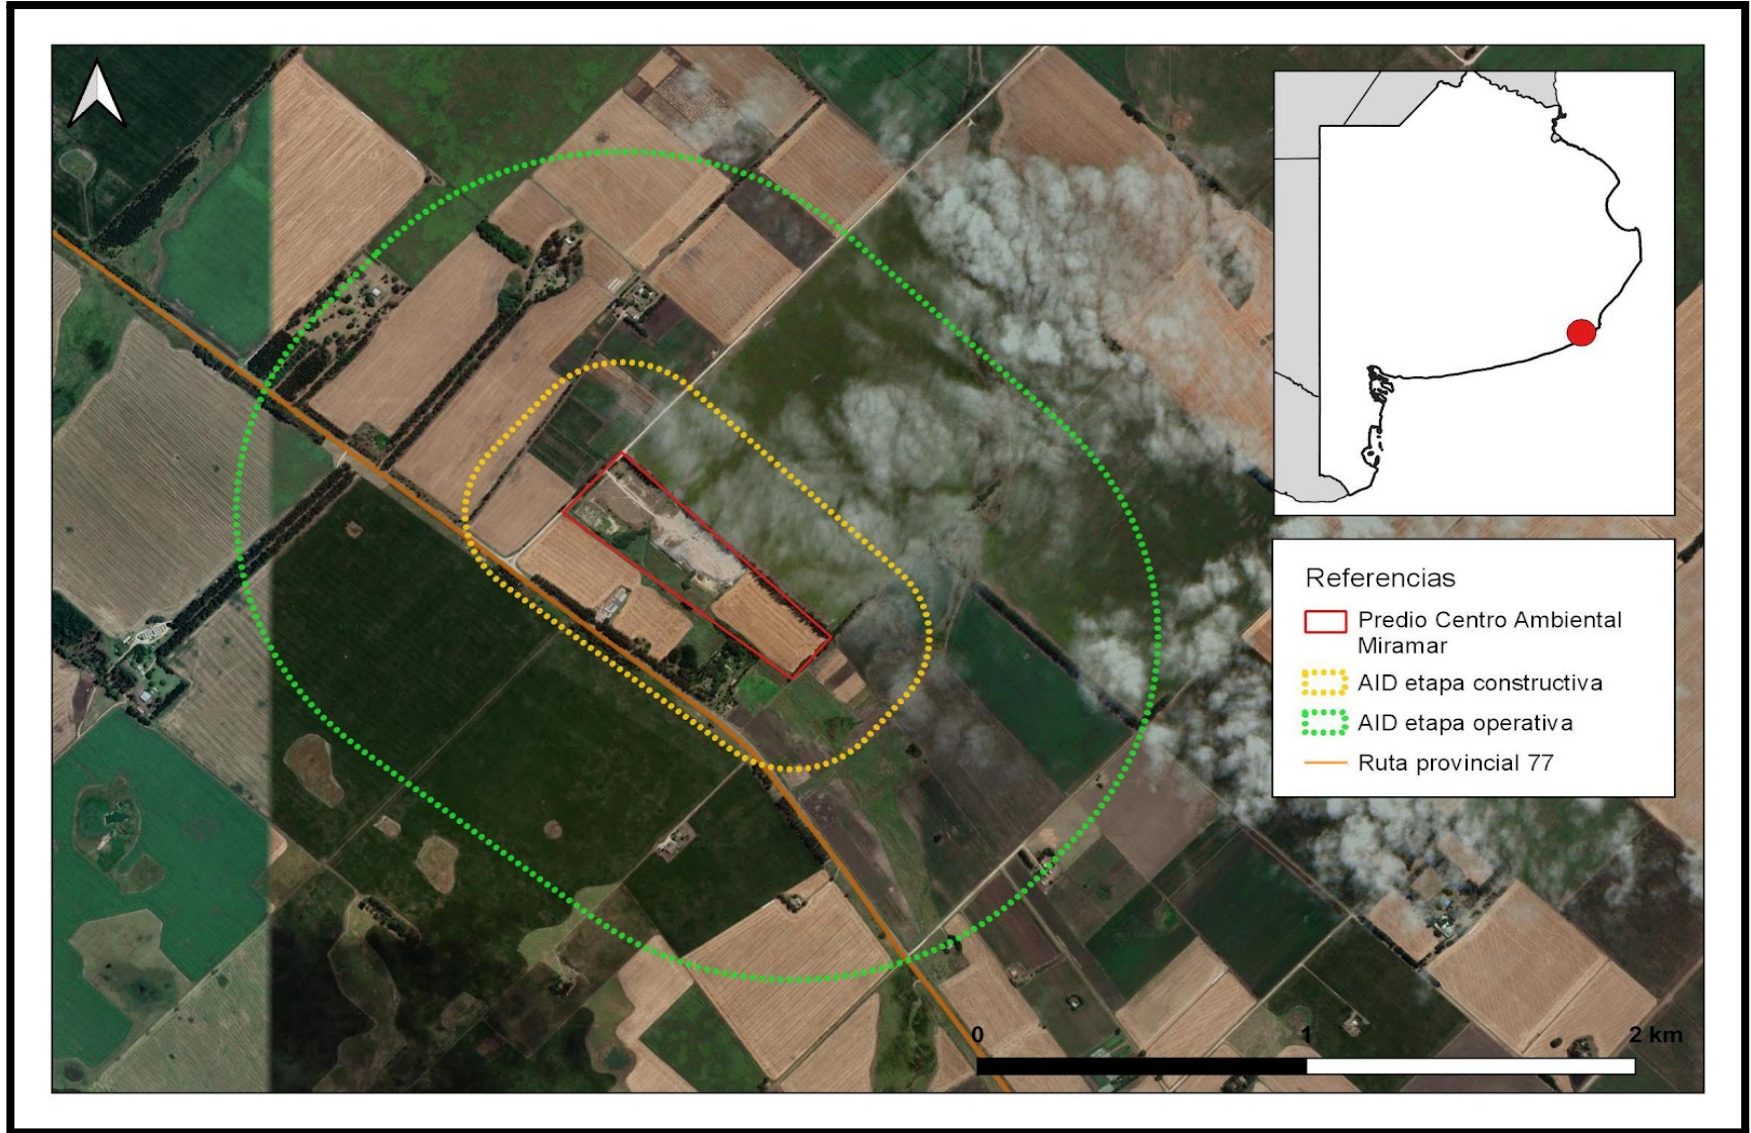 Referencias
Predio Centro Ambiental
Miramar
AID etapa constructiva
AID etapa operativa
Ruta provincial 77
0 1 2 km